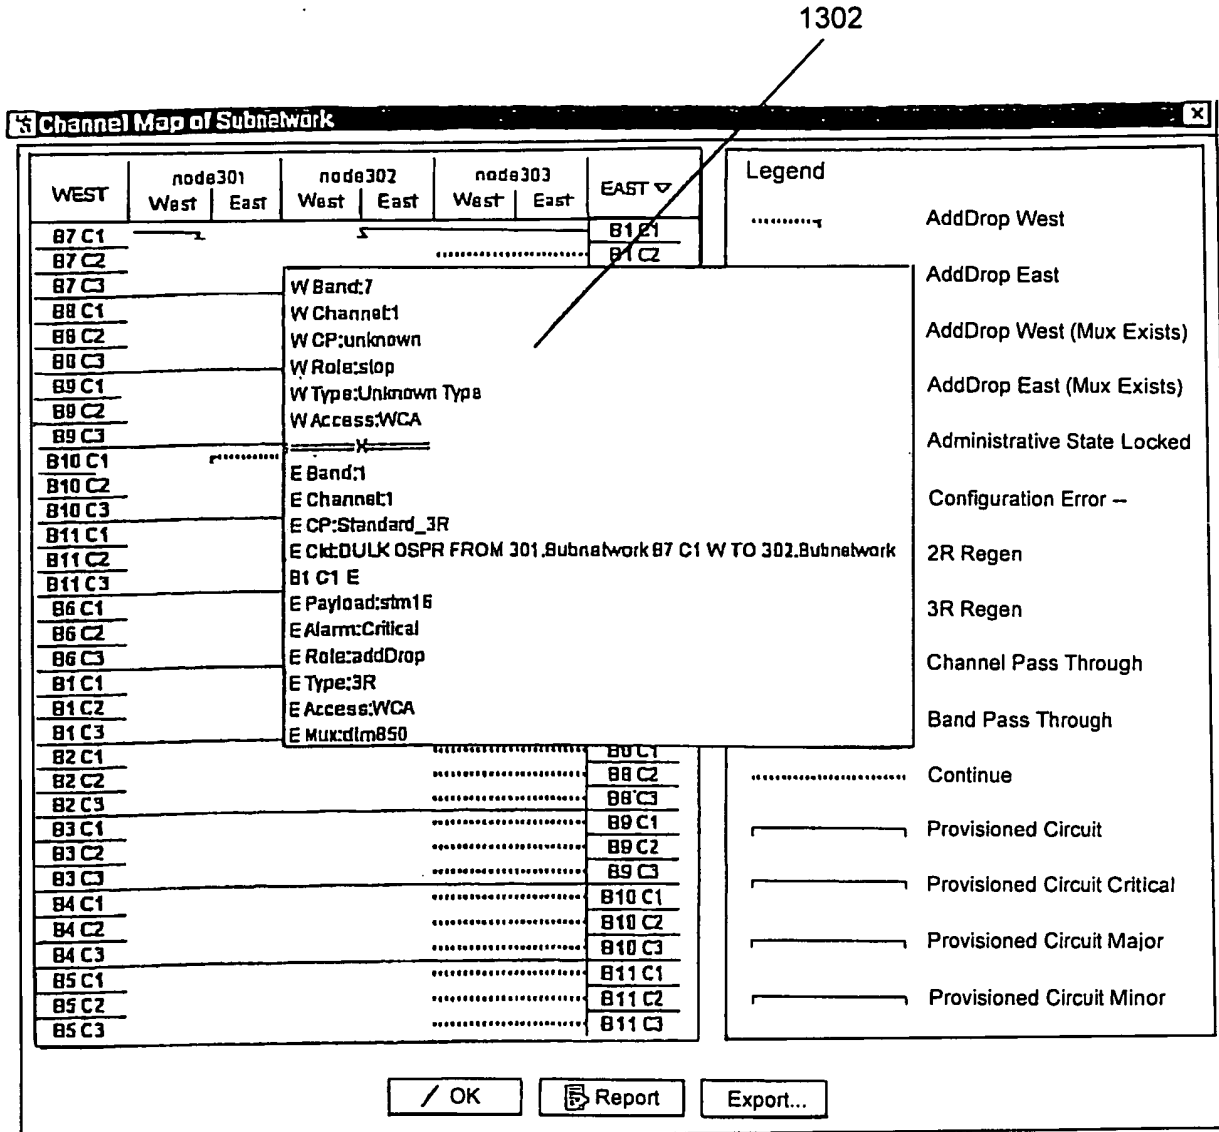 1302
Channel Map of Subnetwork
WEST node301 node302 node303 EAST
West East West East West East
B7 C1 B1 C1
B7 C2 B1 C2
B7 C3
B8 C1
B8 C2
B8 C3
B9 C1
B9 C2
B9 C3
B10 C1
B10 C2
B10 C3
B11 C1
B11 C2
B11 C3
B6 C1
B6 C2
B6 C3
B1 C1
B1 C2
B1 C3
B2 C1 B8 C1
B2 C2 B8 C2
B2 C3 B8 C3
B3 C1 B9 C1
B3 C2 B9 C2
B3 C3 B9 C3
B4 C1 B10 C1
B4 C2 B10 C2
B4 C3 B10 C3
B5 C1 B11 C1
B5 C2 B11 C2
B5 C3 B11 C3
W Band:7
W Channel:1
W CP:unknown
W Role:stop
W Type:Unknown Type
W Access:WCA
E Band:1
E Channel:1
E CP:Standard_3R
E Ckt:BULK OSPR FROM 301.Subnetwork B7 C1 W TO 302.Subnetwork
B1 C1 E
E Payload:stm16
E Alarm:Critical
E Role:addDrop
E Type:3R
E Access:WCA
E Mux:dlm850
Legend
AddDrop West
AddDrop East
AddDrop West (Mux Exists)
AddDrop East (Mux Exists)
Administrative State Locked
Configuration Error --
2R Regen
3R Regen
Channel Pass Through
Band Pass Through
Continue
Provisioned Circuit
Provisioned Circuit Critical
Provisioned Circuit Major
Provisioned Circuit Minor
OK
Report
Export...